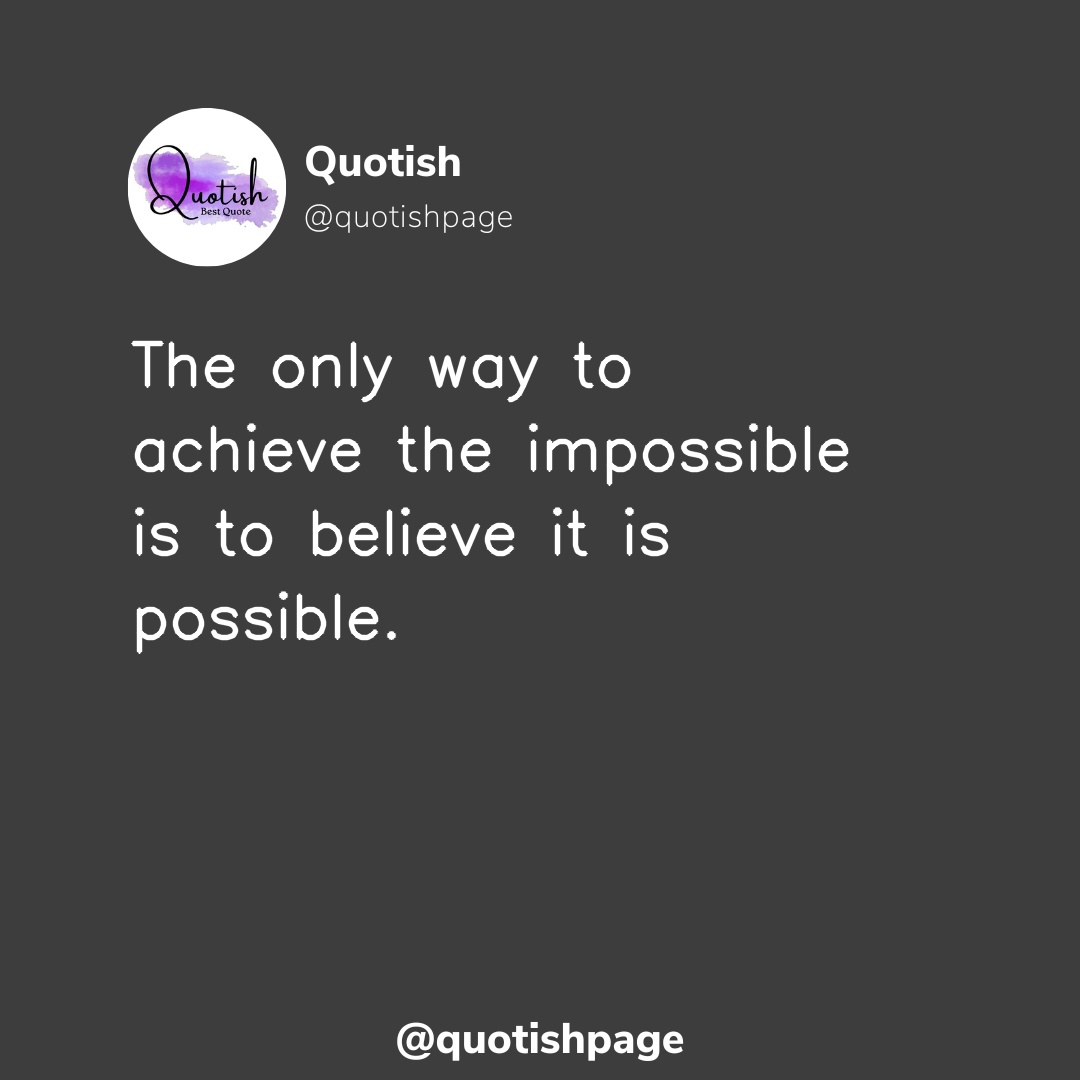 Quotish
Best Quote
Quotish
@quotishpage
The only way to
achieve the impossible
is to believe it is
possible.
@quotishpage